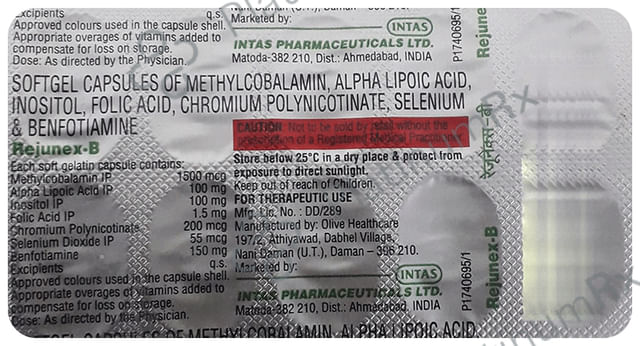 Excipients q.s.
Approved colours used in the capsule shell.
Appropriate overages of vitamins added to
compensate for loss on storage.
Dose: As directed by the Physician.
Nani Daman (U.T.), Daman - 396 210.
Marketed by:
INTAS
INTAS PHARMACEUTICALS LTD.
Matoda-382 210, Dist.: Ahmedabad, INDIA
P1740695/1
Rejunex
SOFTGEL CAPSULES OF METHYLCOBALAMIN, ALPHA LIPOIC ACID,
INOSITOL, FOLIC ACID, CHROMIUM POLYNICOTINATE, SELENIUM
& BENFOTIAMINE
Rejunex-B
Each soft gelatin capsule contains:
Methylcobalamin IP 1500 mcg
Alpha Lipoic Acid IP 100 mg
Inositol IP 100 mg
Folic Acid IP 1.5 mg
Chromium Polynicotinate 200 mcg
Selenium Dioxide IP 55 mcg
Benfotiamine 150 mg
Excipients q.s.
Approved colours used in the capsule shell.
Appropriate overages of vitamins added to
compensate for loss on storage.
Dose: As directed by the Physician.
CAUTION: Not to be sold by retail without the
prescription of a Registered Medical Practitioner.
Store below 25°C in a dry place & protect from
exposure to direct sunlight.
Keep out of reach of Children.
FOR THERAPEUTIC USE
Mfg. Lic. No.: DD/289
Manufactured by: Olive Healthcare
197/2, Athiyawad, Dabhel Village,
Nani Daman (U.T.), Daman – 396 210.
Marketed by:
INTAS
INTAS PHARMACEUTICALS LTD.
Matoda-382 210, Dist.: Ahmedabad, INDIA
P1740695/1
Rejunex-B
रेजूनेक्स-बी
SOFTGEL CAPSULES OF METHYLCOBALAMIN, ALPHA LIPOIC ACID,